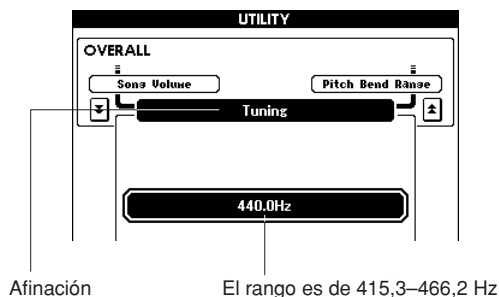 UTILITY
OVERALL
Song Volume
Pitch Bend Range
Tuning
440.0Hz
Afinación
El rango es de 415,3–466,2 Hz